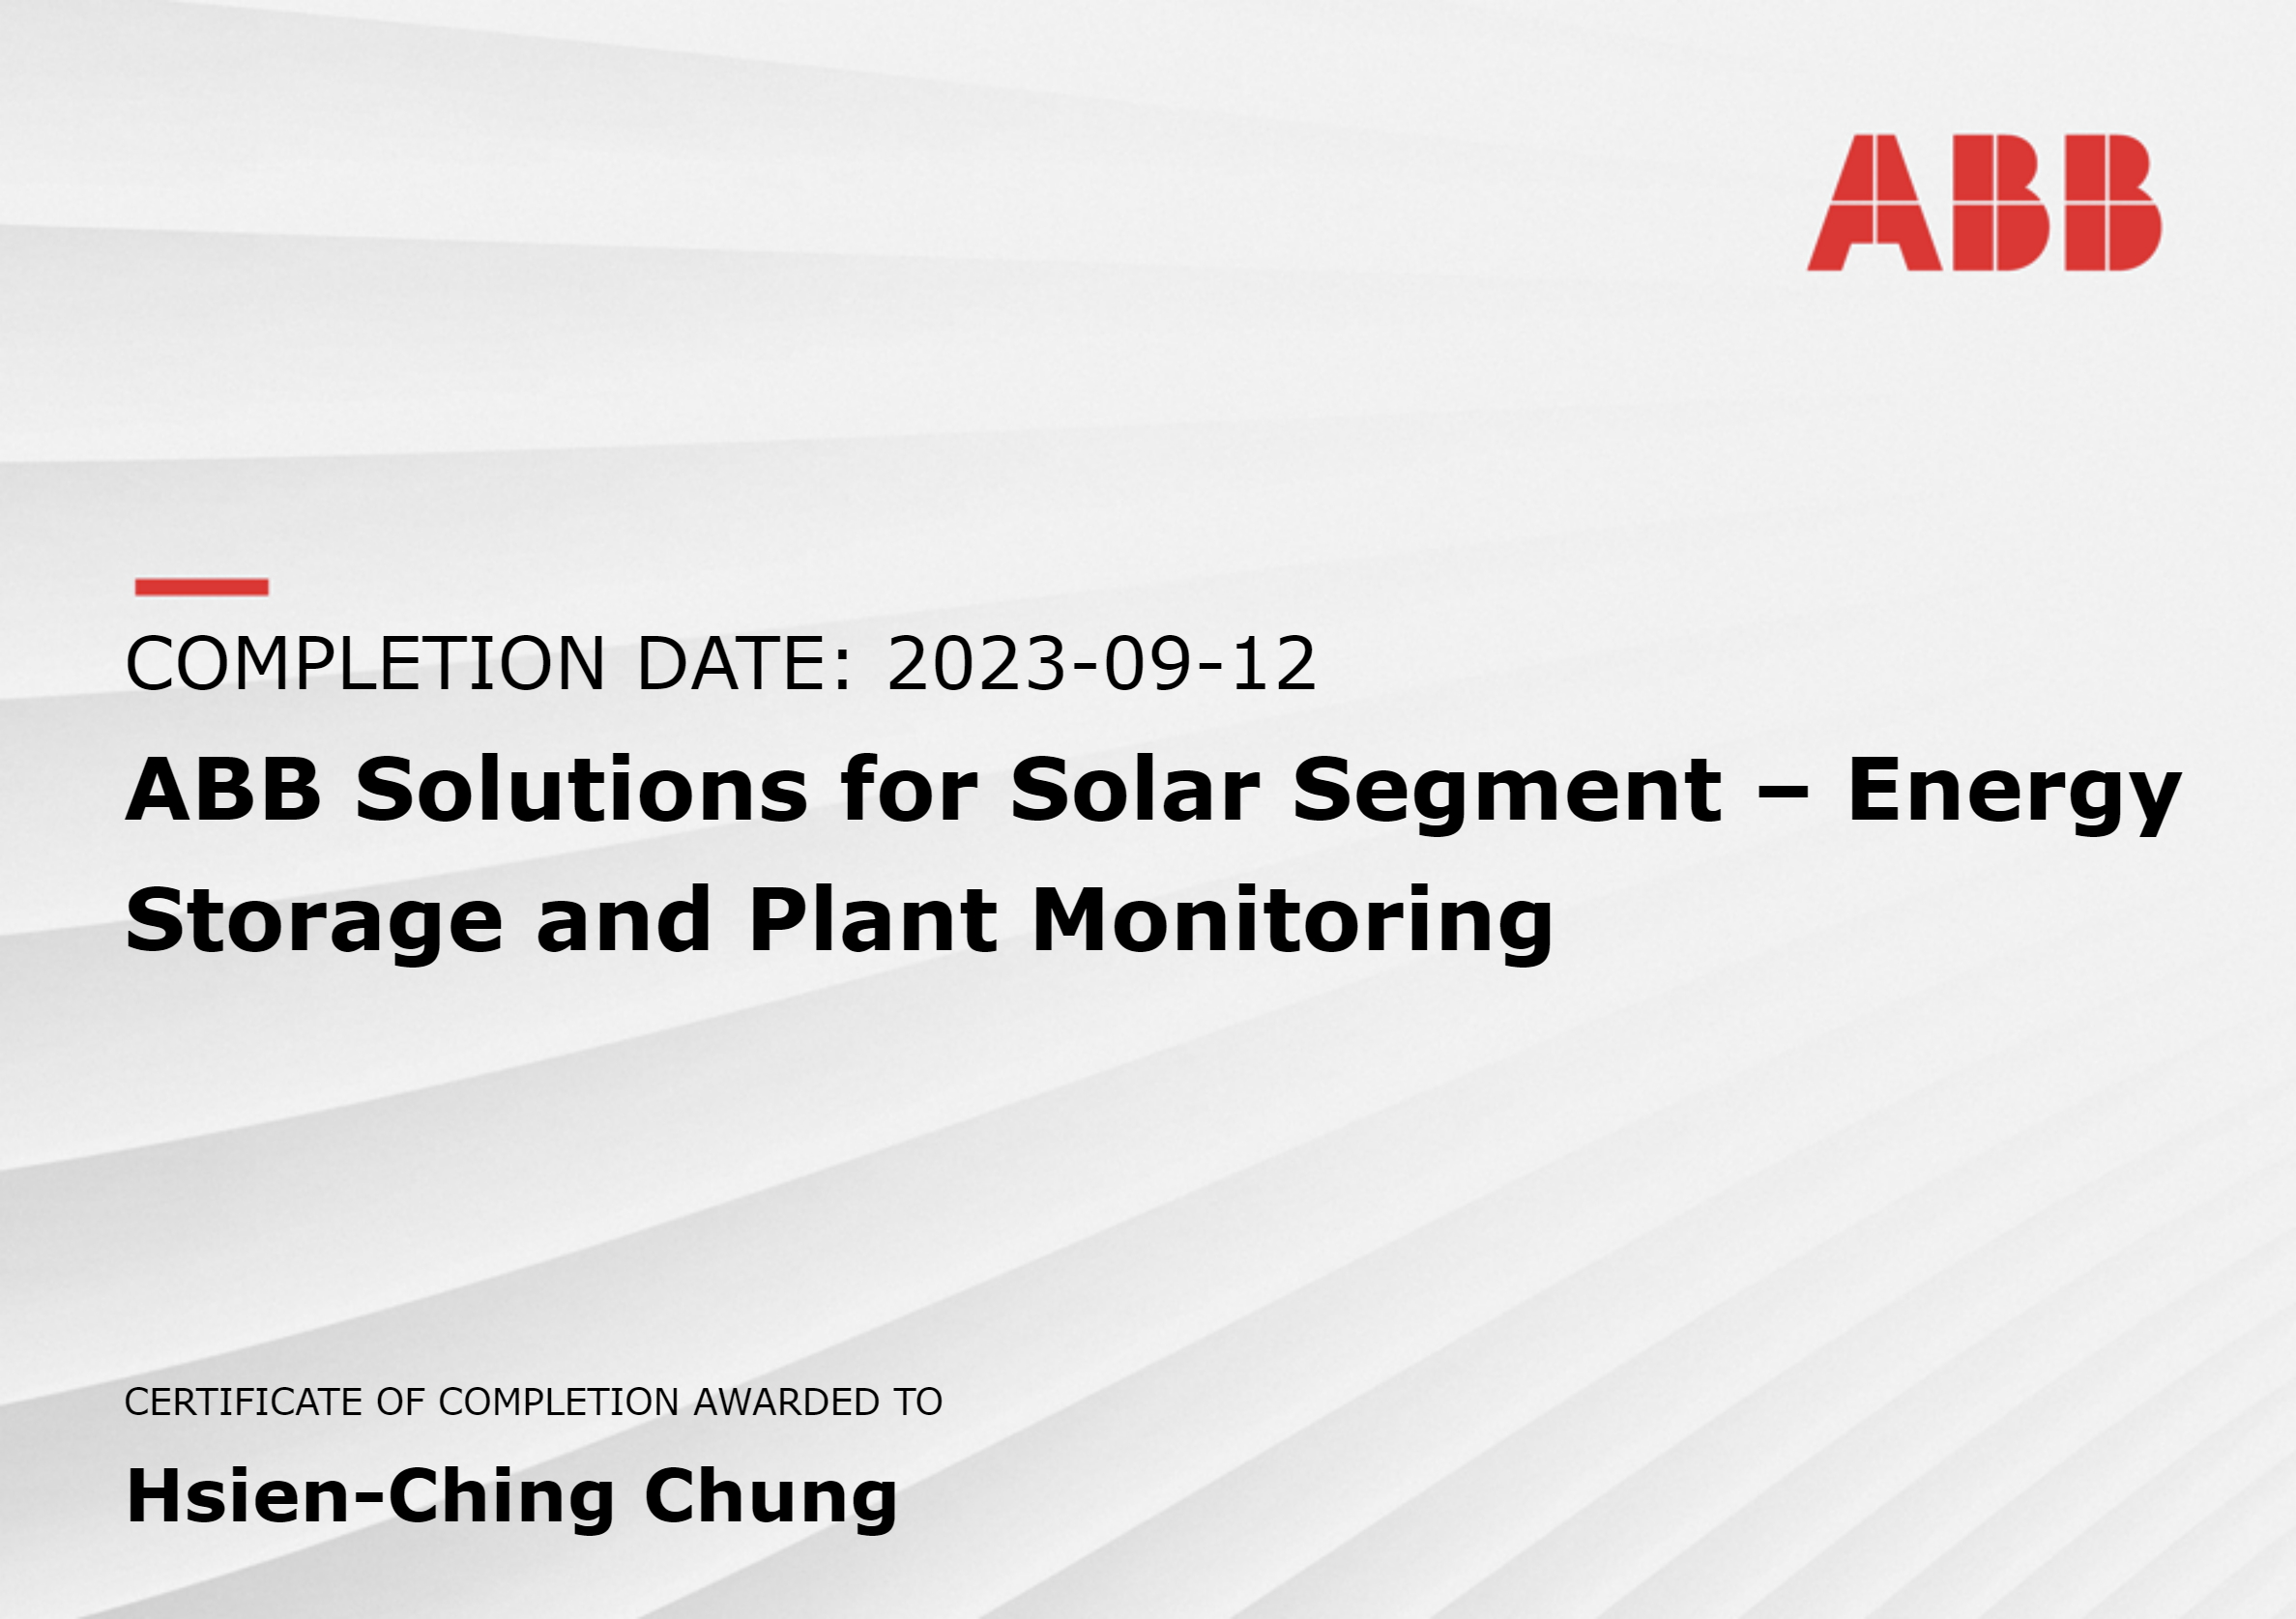 ABB
COMPLETION DATE: 2023-09-12
ABB Solutions for Solar Segment – Energy
Storage and Plant Monitoring
CERTIFICATE OF COMPLETION AWARDED TO
Hsien-Ching Chung